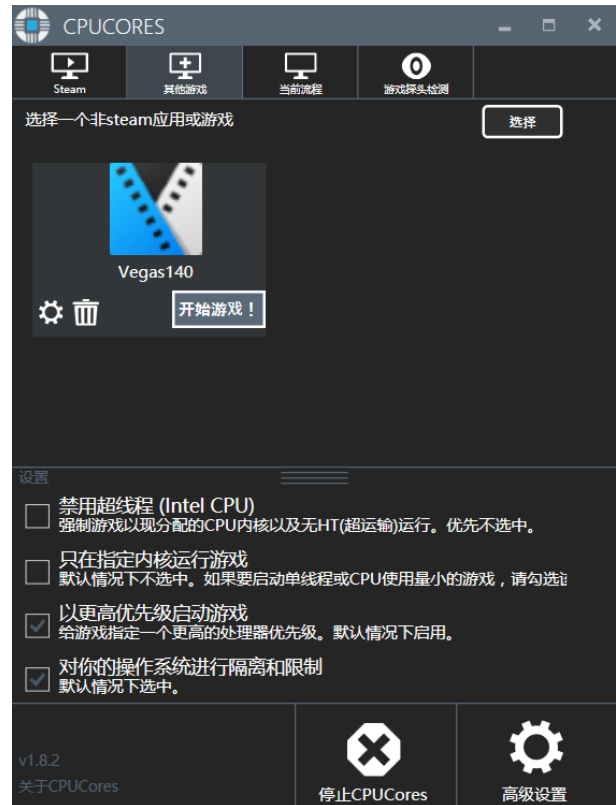 CPUCORES
Steam
其他游戏
当前流程
游戏探头检测
选择一个非steam应用或游戏
选择
Vegas140
开始游戏！
设置
禁用超线程 (Intel CPU)
强制游戏以现分配的CPU内核以及无HT(超运输)运行。优先不选中。
只在指定内核运行游戏
默认情况下不选中。如果要启动单线程或CPU使用量小的游戏，请勾选
以更高优先级启动游戏
给游戏指定一个更高的处理器优先级。默认情况下启用。
对你的操作系统进行隔离和限制
默认情况下选中。
v1.8.2
关于CPUCores
停止CPUCores
高级设置